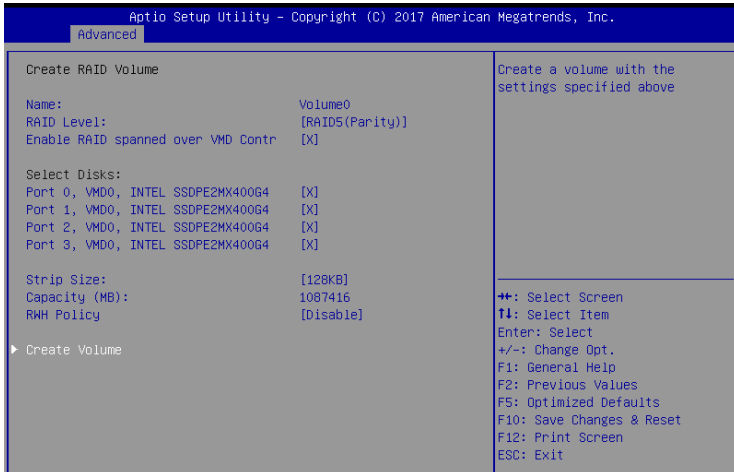 Aptio Setup Utility – Copyright (C) 2017 American Megatrends, Inc.
Advanced
Create RAID Volume
Name: Volume0
RAID Level: [RAID5(Parity)]
Enable RAID spanned over VMD Contr [X]
Select Disks:
Port 0, VMD0, INTEL SSDPE2MX400G4 [X]
Port 1, VMD0, INTEL SSDPE2MX400G4 [X]
Port 2, VMD0, INTEL SSDPE2MX400G4 [X]
Port 3, VMD0, INTEL SSDPE2MX400G4 [X]
Strip Size: [128KB]
Capacity (MB): 1087416
RWH Policy [Disable]
Create Volume
Create a volume with the
settings specified above
→←: Select Screen
↑↓: Select Item
Enter: Select
+/-: Change Opt.
F1: General Help
F2: Previous Values
F5: Optimized Defaults
F10: Save Changes & Reset
F12: Print Screen
ESC: Exit